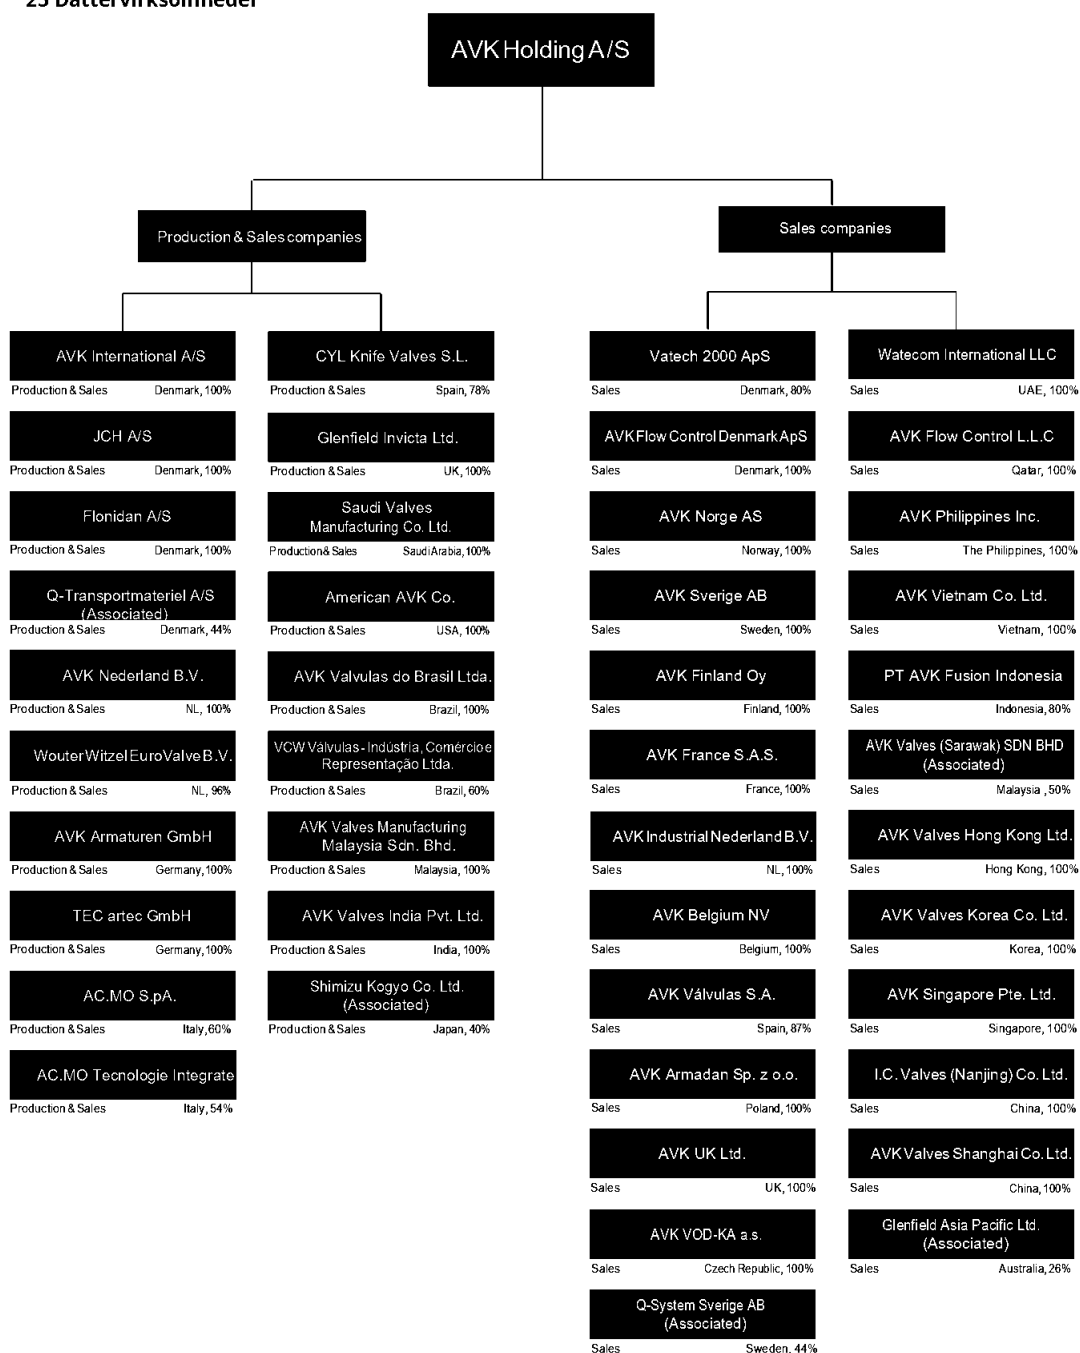 25 Dattervirksomheder
AVK Holding A/S
Production & Sales companies
Sales companies
AVK International A/S
Production & Sales Denmark, 100%
JCH A/S
Production & Sales Denmark, 100%
Flonidan A/S
Production & Sales Denmark, 100%
Q-Transportmateriel A/S
(Associated)
Production & Sales Denmark, 44%
AVK Nederland B.V.
Production & Sales NL, 100%
Wouter Witzel EuroValve B.V.
Production & Sales NL, 96%
AVK Armaturen GmbH
Production & Sales Germany, 100%
TEC artec GmbH
Production & Sales Germany, 100%
AC.MO S.pA.
Production & Sales Italy, 60%
AC.MO Tecnologie Integrate
Production & Sales Italy, 54%
CYL Knife Valves S.L.
Production & Sales Spain, 78%
Glenfield Invicta Ltd.
Production & Sales UK, 100%
Saudi Valves
Manufacturing Co. Ltd.
Production & Sales Saudi Arabia, 100%
American AVK Co.
Production & Sales USA, 100%
AVK Valvulas do Brasil Ltda.
Production & Sales Brazil, 100%
VCW Válvulas - Indústria, Comércio e
Representação Ltda.
Production & Sales Brazil, 60%
AVK Valves Manufacturing
Malaysia Sdn. Bhd.
Production & Sales Malaysia, 100%
AVK Valves India Pvt. Ltd.
Production & Sales India, 100%
Shimizu Kogyo Co. Ltd.
(Associated)
Production & Sales Japan, 40%
Vatech 2000 ApS
Sales Denmark, 80%
AVK Flow Control Denmark ApS
Sales Denmark, 100%
AVK Norge AS
Sales Norway, 100%
AVK Sverige AB
Sales Sweden, 100%
AVK Finland Oy
Sales Finland, 100%
AVK France S.A.S.
Sales France, 100%
AVK Industrial Nederland B.V.
Sales NL, 100%
AVK Belgium NV
Sales Belgium, 100%
AVK Válvulas S.A.
Sales Spain, 87%
AVK Armadan Sp. z o.o.
Sales Poland, 100%
AVK UK Ltd.
Sales UK, 100%
AVK VOD-KA a.s.
Sales Czech Republic, 100%
Q-System Sverige AB
(Associated)
Sales Sweden, 44%
Watecom International LLC
Sales UAE, 100%
AVK Flow Control L.L.C
Sales Qatar, 100%
AVK Philippines Inc.
Sales The Philippines, 100%
AVK Vietnam Co. Ltd.
Sales Vietnam, 100%
PT AVK Fusion Indonesia
Sales Indonesia, 80%
AVK Valves (Sarawak) SDN BHD
(Associated)
Sales Malaysia , 50%
AVK Valves Hong Kong Ltd.
Sales Hong Kong, 100%
AVK Valves Korea Co. Ltd.
Sales Korea, 100%
AVK Singapore Pte. Ltd.
Sales Singapore, 100%
I.C. Valves (Nanjing) Co. Ltd.
Sales China, 100%
AVK Valves Shanghai Co. Ltd.
Sales China, 100%
Glenfield Asia Pacific Ltd.
(Associated)
Sales Australia, 26%